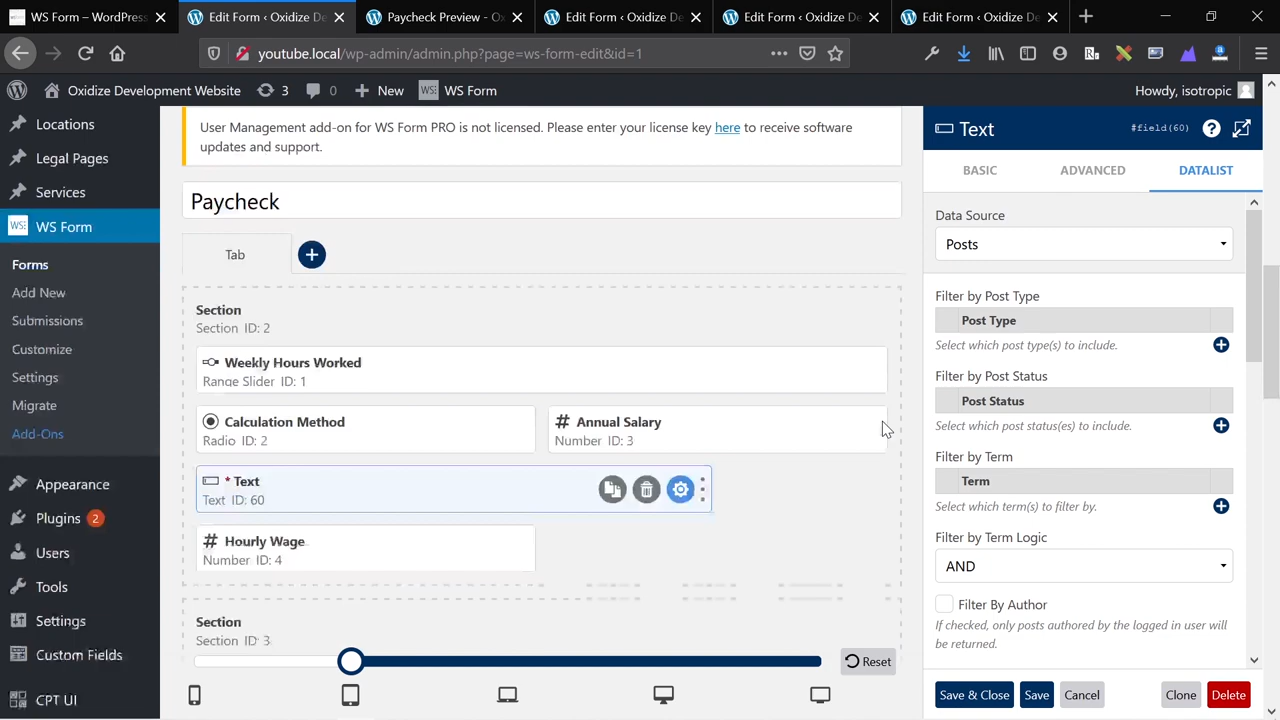 WS Form – WordPress
Edit Form ‹ Oxidize D
Paycheck Preview - O
Edit Form ‹ Oxidize D
Edit Form ‹ Oxidize D
Edit Form ‹ Oxidize D
youtube.local/wp-admin/admin.php?page=ws-form-edit&id=1
Oxidize Development Website
3
0
New
WS Form
Howdy, isotropic
Locations
Legal Pages
Services
WS Form
Forms
Add New
Submissions
Customize
Settings
Migrate
Add-Ons
Appearance
Plugins 2
Users
Tools
Settings
Custom Fields
CPT UI
User Management add-on for WS Form PRO is not licensed. Please enter your license key here to receive software
updates and support.
Paycheck
Tab
Section
Section ID: 2
Weekly Hours Worked
Range Slider ID: 1
Calculation Method
Radio ID: 2
Annual Salary
Number ID: 3
* Text
Text ID: 60
Hourly Wage
Number ID: 4
Section
Section ID: 3
Reset
Text
#field(60)
BASIC
ADVANCED
DATALIST
Data Source
Posts
Filter by Post Type
Post Type
Select which post type(s) to include.
Filter by Post Status
Post Status
Select which post status(es) to include.
Filter by Term
Term
Select which term(s) to filter by.
Filter by Term Logic
AND
Filter By Author
If checked, only posts authored by the logged in user will
be returned.
Save & Close
Save
Cancel
Clone
Delete